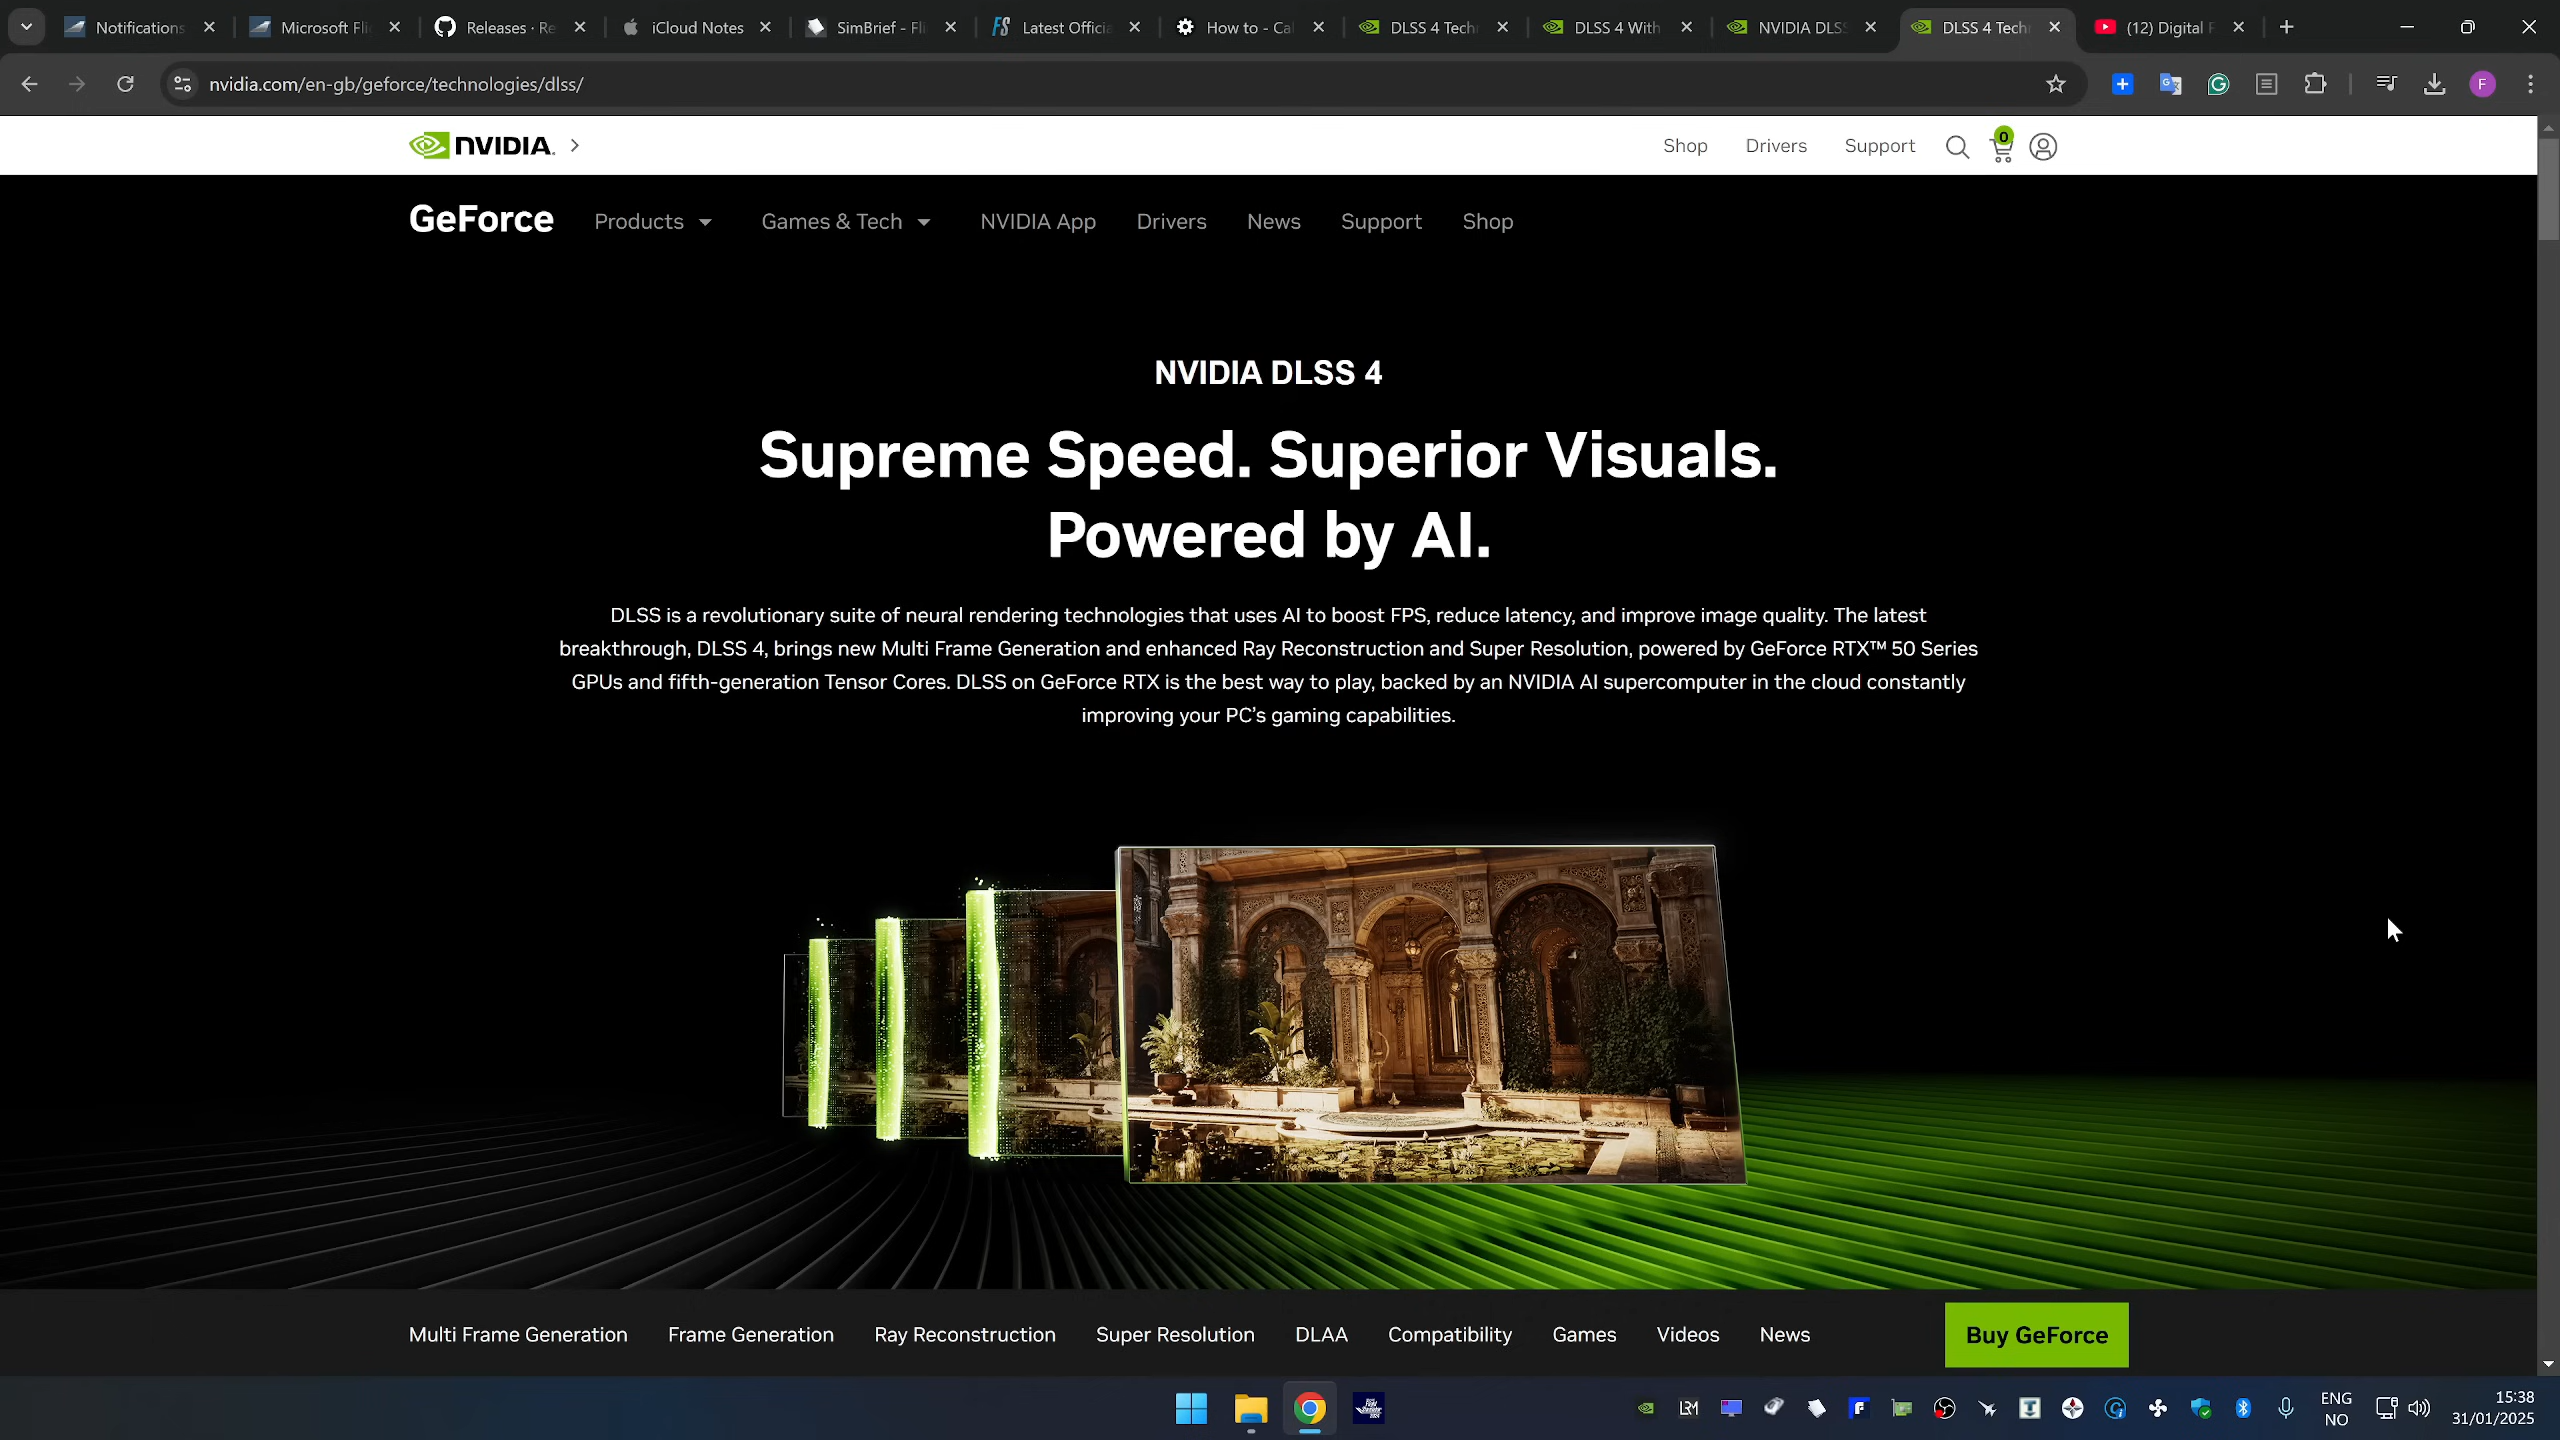 Notifications
Microsoft Fli
Releases · Re
iCloud Notes
SimBrief - Fli
Latest Officia
How to - Cal
DLSS 4 Tech
DLSS 4 With
NVIDIA DLSS
DLSS 4 Tech
(12) Digital F
nvidia.com/en-gb/geforce/technologies/dlss/
F
NVIDIA.
Shop
Drivers
Support
0
GeForce
Products
Games & Tech
NVIDIA App
Drivers
News
Support
Shop
NVIDIA DLSS 4
Supreme Speed. Superior Visuals.
Powered by AI.
DLSS is a revolutionary suite of neural rendering technologies that uses AI to boost FPS, reduce latency, and improve image quality. The latest
breakthrough, DLSS 4, brings new Multi Frame Generation and enhanced Ray Reconstruction and Super Resolution, powered by GeForce RTX™ 50 Series
GPUs and fifth-generation Tensor Cores. DLSS on GeForce RTX is the best way to play, backed by an NVIDIA AI supercomputer in the cloud constantly
improving your PC’s gaming capabilities.
Multi Frame Generation
Frame Generation
Ray Reconstruction
Super Resolution
DLAA
Compatibility
Games
Videos
News
Buy GeForce
ENG
NO
15:38
31/01/2025